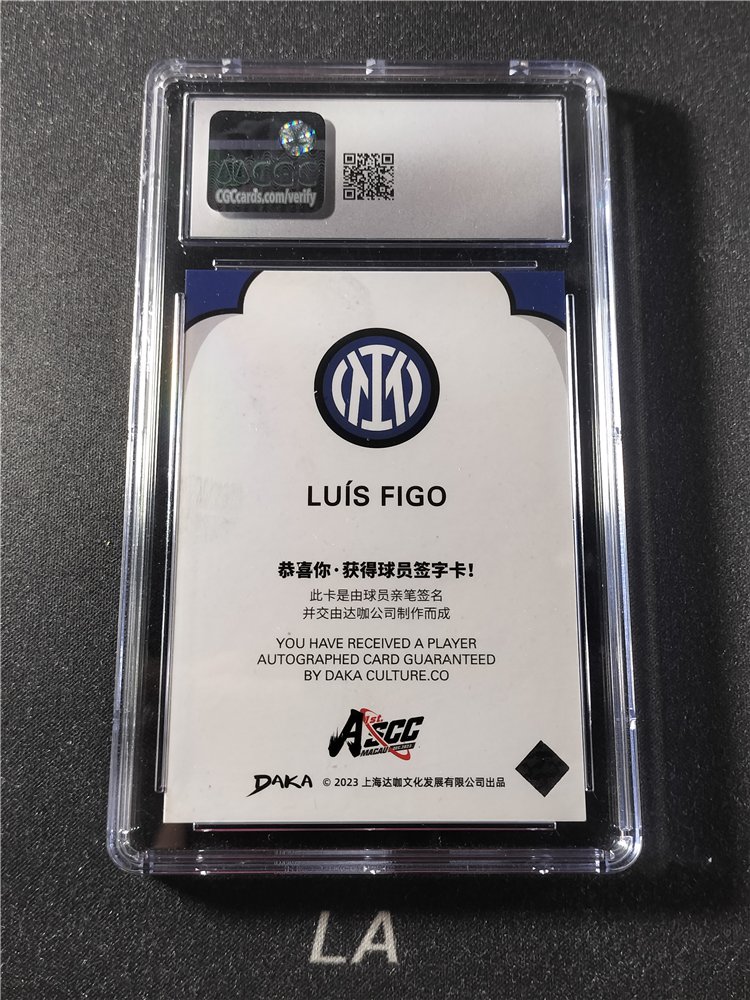 CGC
CGCcards.com/verify
LUÍS FIGO
恭喜你·获得球员签字卡!
此卡是由球员亲笔签名
并交由达咖公司制作而成
YOU HAVE RECEIVED A PLAYER
AUTOGRAPHED CARD GUARANTEED
BY DAKA CULTURE.CO
1st.
ASCC
MACAU
DAKA © 2023 上海达咖文化发展有限公司出品
LA